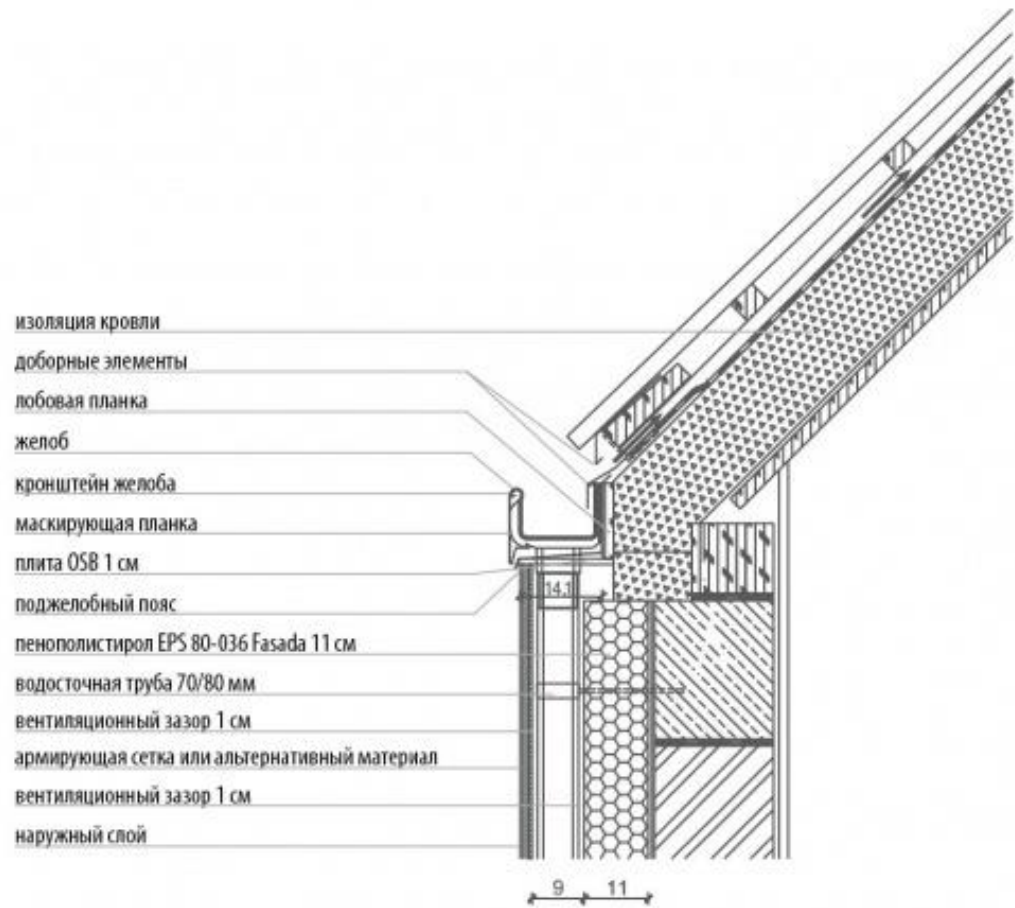 изоляция кровли
доборные элементы
лобовая планка
желоб
кронштейн желоба
маскирующая планка
плита OSB 1 см
поджелобный пояс
пенополистирол EPS 80-036 Fasada 11 см
водосточная труба 70/80 мм
вентиляционный зазор 1 см
армирующая сетка или альтернативный материал
вентиляционный зазор 1 см
наружный слой
14,1
9 11